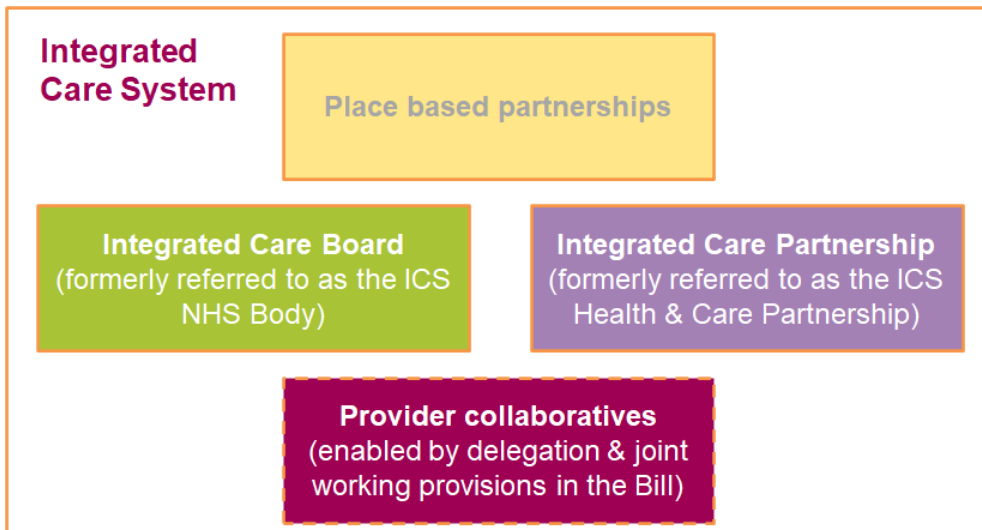 Integrated
Care System
Place based partnerships
Integrated Care Board
(formerly referred to as the ICS
NHS Body)
Integrated Care Partnership
(formerly referred to as the ICS
Health & Care Partnership)
Provider collaboratives
(enabled by delegation & joint
working provisions in the Bill)